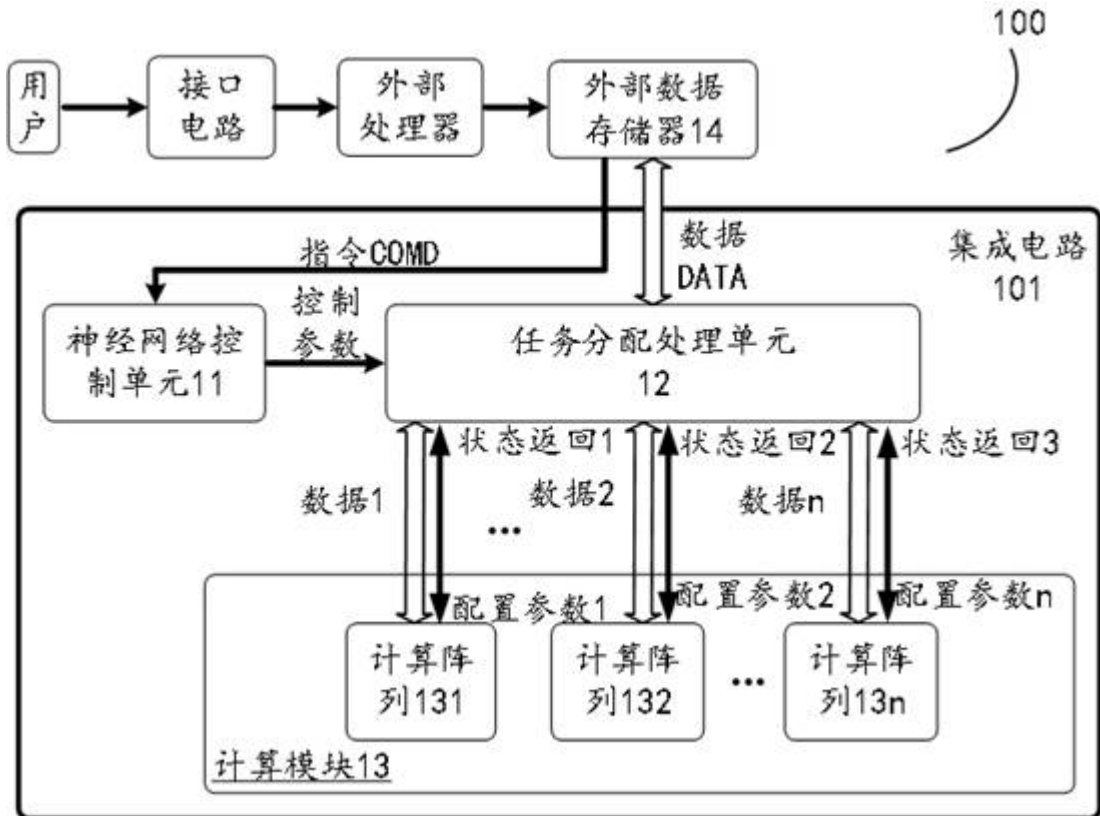 100
用
户
接口
电路
外部
处理器
外部数据
存储器14
指令COMD
数据
DATA
集成电路
101
神经网络控
制单元11
控制
参数
任务分配处理单元
12
数据1
状态返回1
...
数据2
状态返回2
数据n
状态返回3
配置参数1
配置参数2
配置参数n
计算阵
列131
计算阵
列132
...
计算阵
列13n
计算模块13